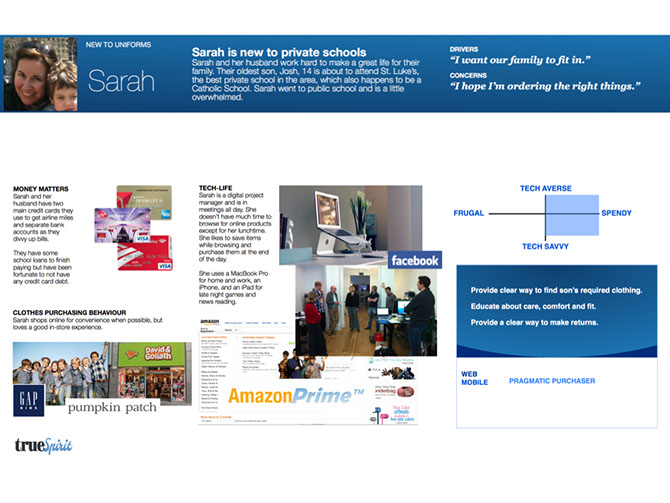 NEW TO UNIFORMS
Sarah
Sarah is new to private schools
Sarah and her husband work hard to make a great life for their
family. Their oldest son, Josh, 14 is about to attend St. Luke's,
the best private school in the area, which also happens to be a
Catholic School. Sarah went to public school and is a little
overwhelmed.
DRIVERS
“I want our family to fit in.”
CONCERNS
“I hope I'm ordering the right things.”
MONEY MATTERS
Sarah and her
husband have two
main credit cards they
use to get airline miles
and separate bank
accounts as they
divvy up bills.
They have some
school loans to finish
paying but have been
fortunate to not have
any credit card debt.
VISA
VISA
CLOTHES PURCHASING BEHAVIOUR
Sarah shops online for convenience when possible, but
loves a good in-store experience.
David &
Goliath
GAP
KIDS
pumpkin patch
trueSpirit
TECH-LIFE
Sarah is a digital project
manager and is in
meetings all day. She
doesn't have much time to
browse for online products
except for her lunchtime.
She likes to save items
while browsing and
purchase them at the end
of the day.
She uses a MacBook Pro
for home and work, an
iPhone, and an iPad for
late night games and
news reading.
facebook
amazon
AmazonPrime™
TECH AVERSE
FRUGAL
SPENDY
TECH SAVVY
Provide clear way to find son's required clothing.
Educate about care, comfort and fit.
Provide a clear way to make returns.
WEB
MOBILE
PRAGMATIC PURCHASER